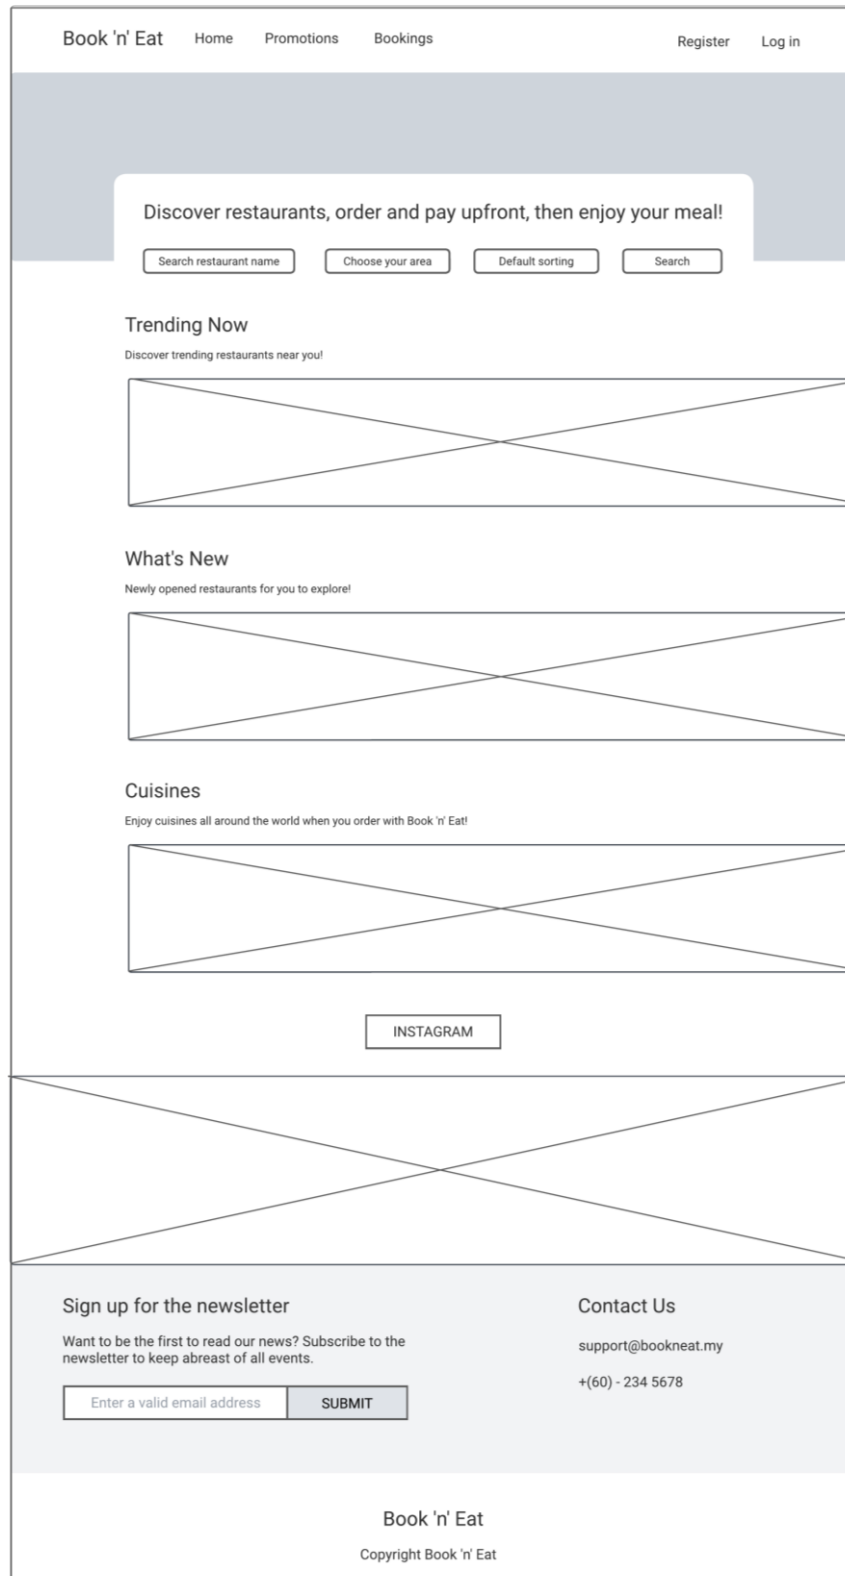 Book 'n' Eat Home Promotions Bookings Register Log in
Discover restaurants, order and pay upfront, then enjoy your meal!
Search restaurant name Choose your area Default sorting Search
Trending Now
Discover trending restaurants near you!
What's New
Newly opened restaurants for you to explore!
Cuisines
Enjoy cuisines all around the world when you order with Book 'n' Eat!
INSTAGRAM
Sign up for the newsletter
Want to be the first to read our news? Subscribe to the
newsletter to keep abreast of all events.
Enter a valid email address SUBMIT
Contact Us
support@bookneat.my
+(60) - 234 5678
Book 'n' Eat
Copyright Book 'n' Eat